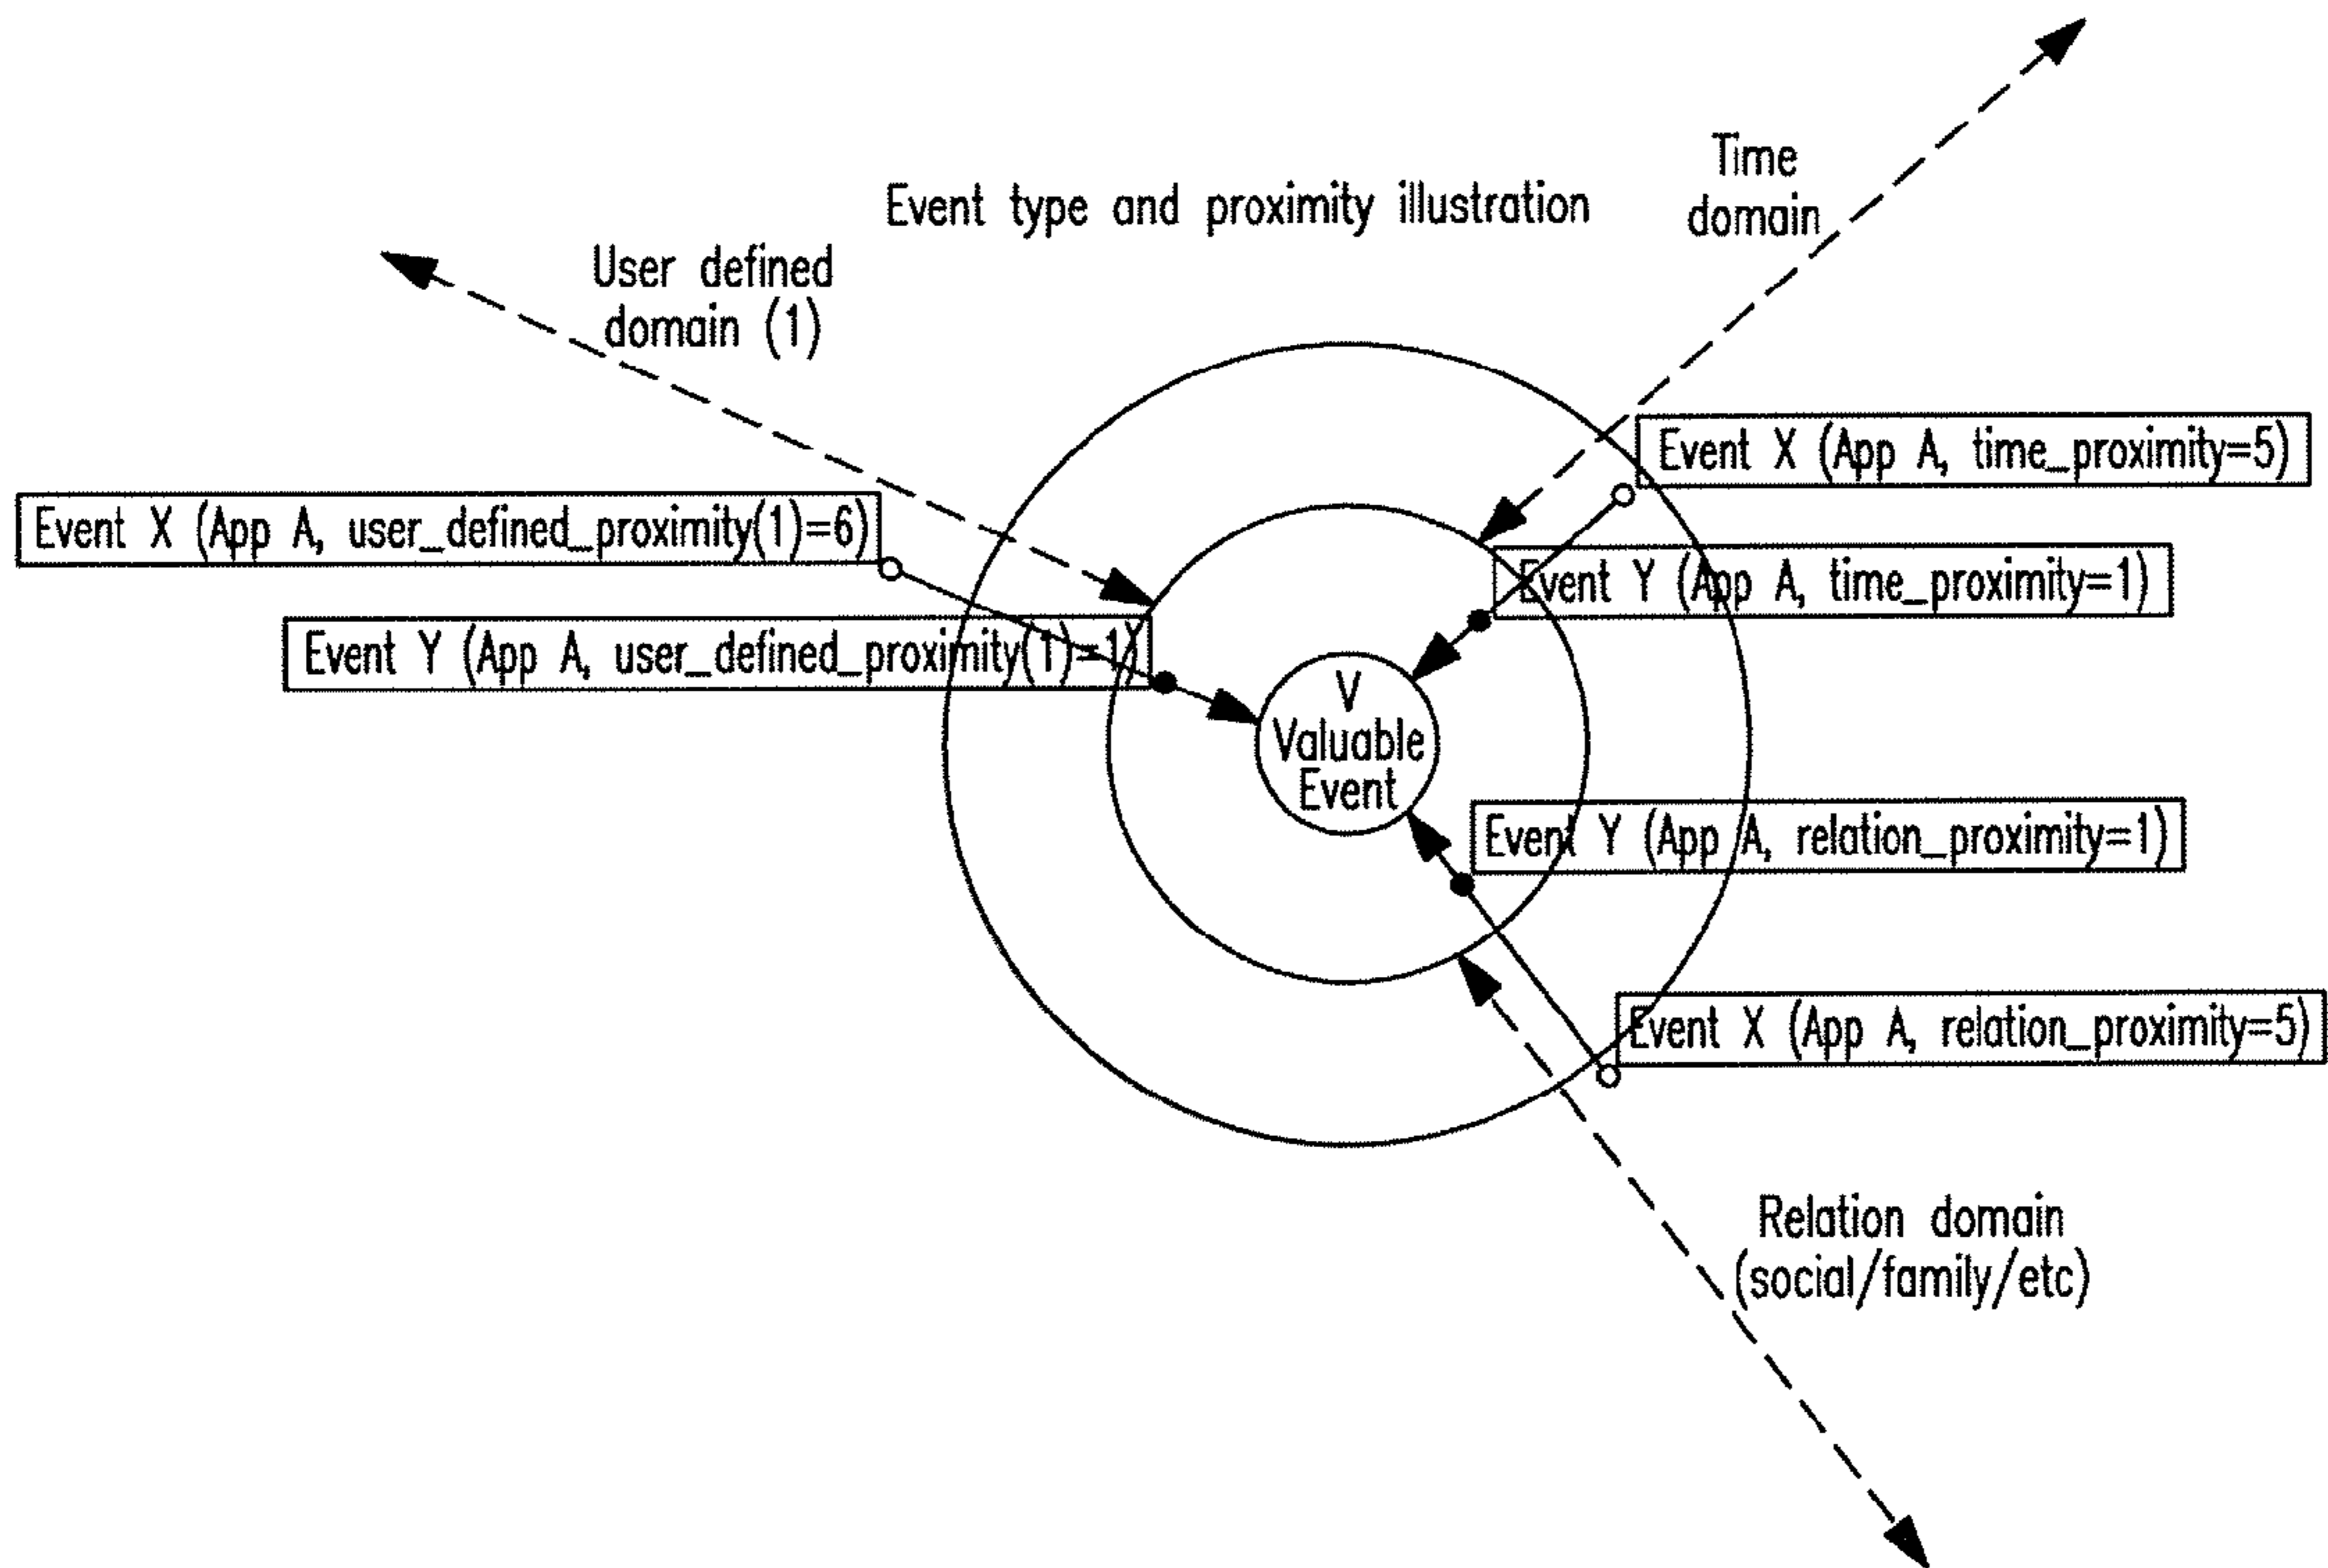 Time
domain
Event type and proximity illustration
User defined
domain (1)
Event X (App A, time_proximity=5)
Event X (App A, user_defined_proximity(1)=6)
Event Y (App A, time_proximity=1)
Event Y (App A, user_defined_proximity(1)=1)
V
Valuable
Event
Event Y (App A, relation_proximity=1)
Event X (App A, relation_proximity=5)
Relation domain
(social/family/etc)